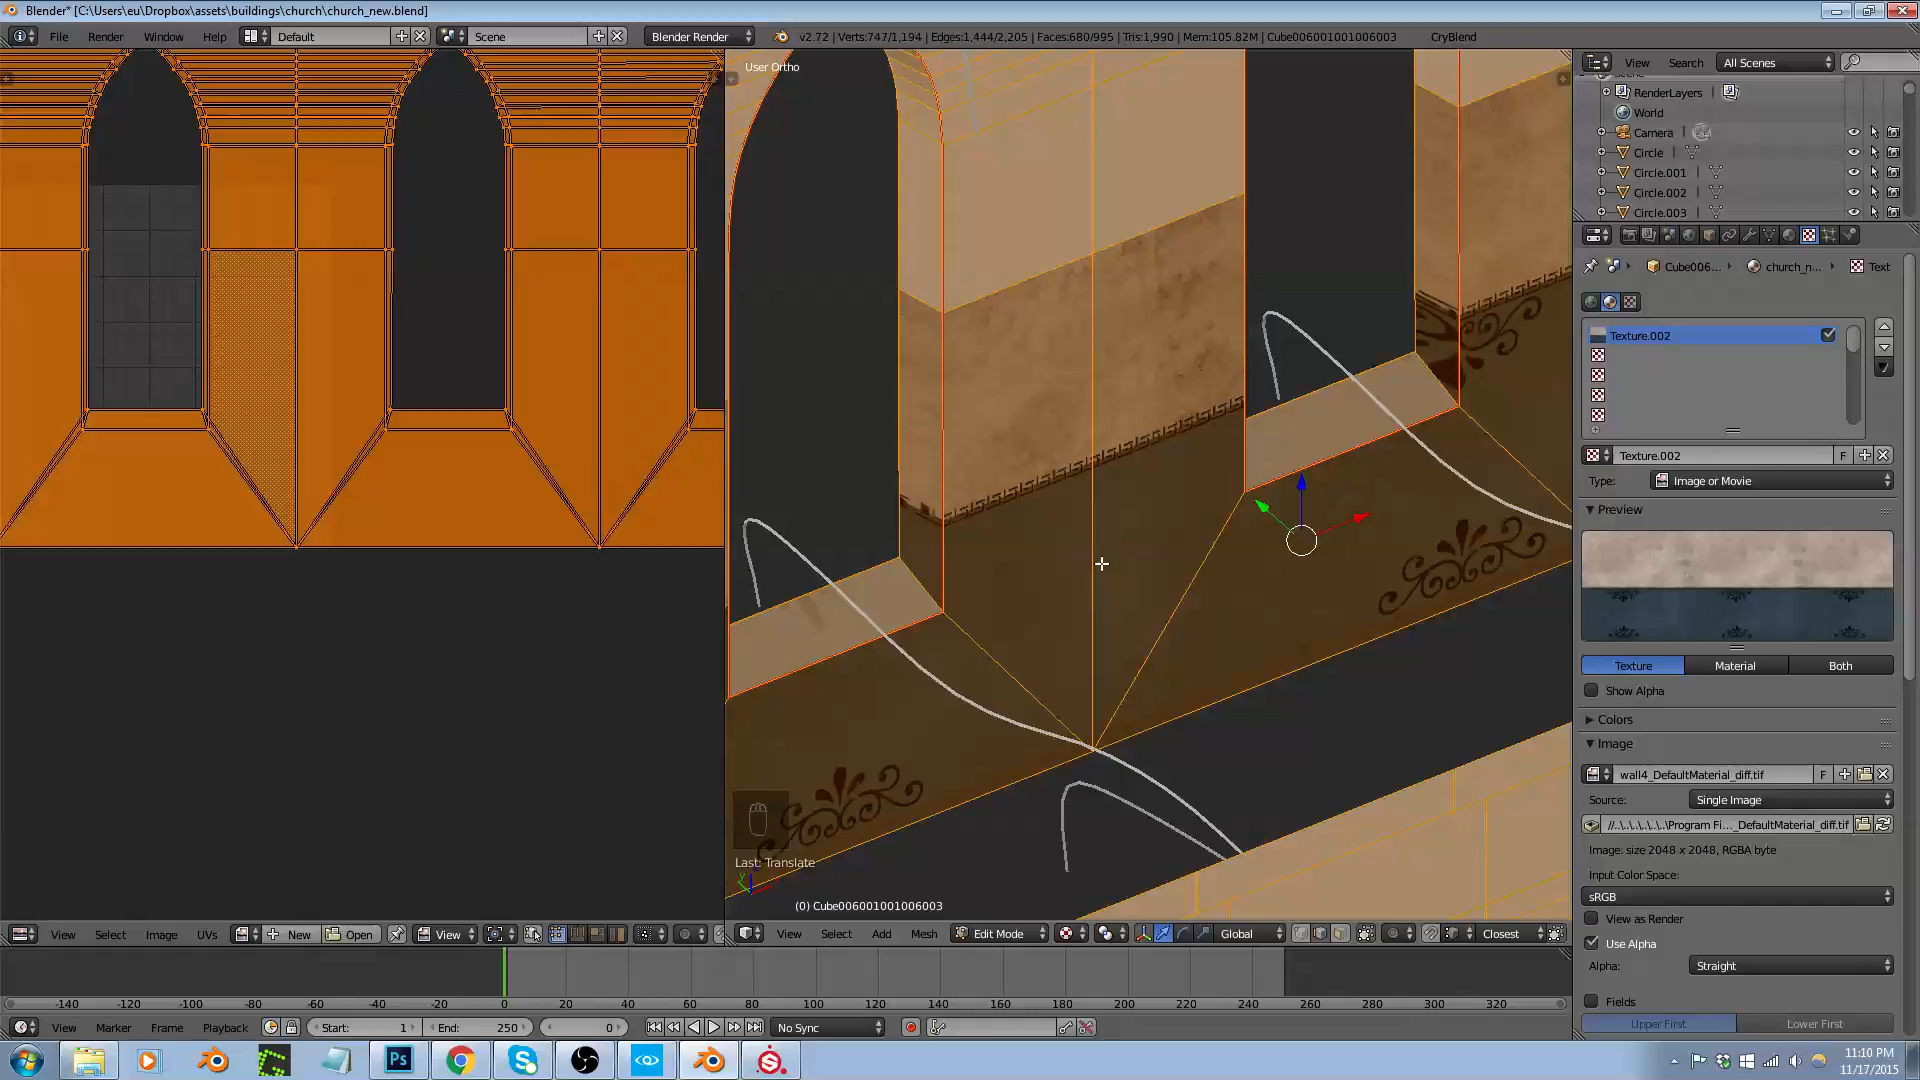 Blender* [C:\Users\eu\Dropbox\assets\buildings\church\church_new.blend]
File Render Window Help Default Scene Blender Render v2.72 | Verts:747/1,194 | Edges:1,444/2,205 | Faces:680/995 | Tris:1,990 | Mem:105.82M | Cube006001001006003 CryBlend
User Ortho
View Search All Scenes
RenderLayers
World
Camera
Circle
Circle.001
Circle.002
Circle.003
Cube006... church_n... Text
Texture.002
Texture.002 F
Type: Image or Movie
Preview
Texture Material Both
Show Alpha
Colors
Image
wall4_DefaultMaterial_diff.tif F
Source: Single Image
//..\..\..\..\..\..\Program Fi..._DefaultMaterial_diff.tif
Image: size 2048 x 2048, RGBA byte
Input Color Space:
sRGB
View as Render
Use Alpha
Alpha: Straight
Fields
Upper First Lower First
Last: Translate
(0) Cube006001001006003
View Select Image UVs New Open View
View Select Add Mesh Edit Mode Global Closest
-140 -120 -100 -80 -60 -40 -20 0 20 40 60 80 100 120 140 160 180 200 220 240 260 280 300 320
View Marker Frame Playback Start: 1 End: 250 0 No Sync
Ps
11:10 PM
11/17/2015